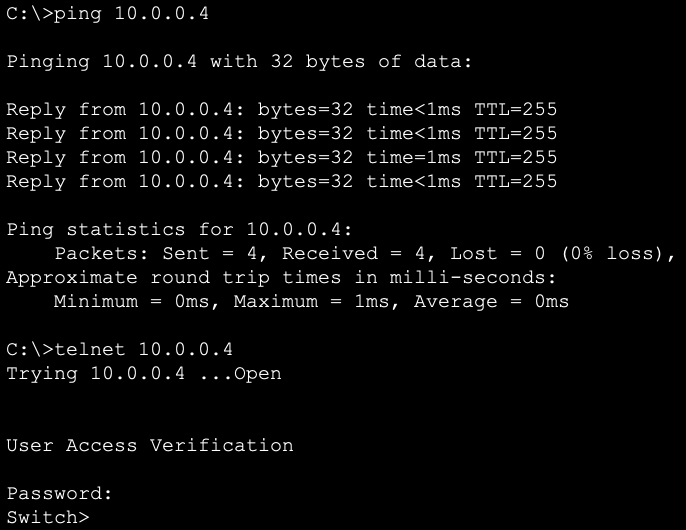 C:\>ping 10.0.0.4
Pinging 10.0.0.4 with 32 bytes of data:
Reply from 10.0.0.4: bytes=32 time<1ms TTL=255
Reply from 10.0.0.4: bytes=32 time<1ms TTL=255
Reply from 10.0.0.4: bytes=32 time=1ms TTL=255
Reply from 10.0.0.4: bytes=32 time<1ms TTL=255
Ping statistics for 10.0.0.4:
    Packets: Sent = 4, Received = 4, Lost = 0 (0% loss),
Approximate round trip times in milli-seconds:
    Minimum = 0ms, Maximum = 1ms, Average = 0ms
C:\>telnet 10.0.0.4
Trying 10.0.0.4 ...Open
User Access Verification
Password:
Switch>